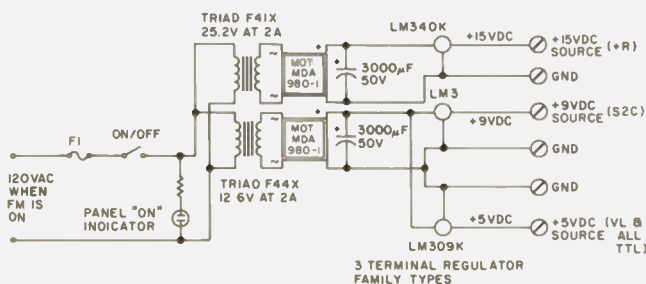 TRIAD F41X
25.2V AT 2A
LM340K
+15VDC
+15VDC
SOURCE (+R)
MOT
MDA
980-1
3000µF
50V
GND
LM3
F1
ON/OFF
+9VDC
+9VDC
SOURCE (S2C)
MOT
MDA
980-1
3000µF
50V
GND
120VAC
WHEN
FM IS
ON
TRIAO F44X
12 6V AT 2A
GND
PANEL "ON"
INDICATOR
+5VDC
+5VDC (VL &
SOURCE ALL
TTL)
LM309K
3 TERMINAL REGULATOR
FAMILY TYPES